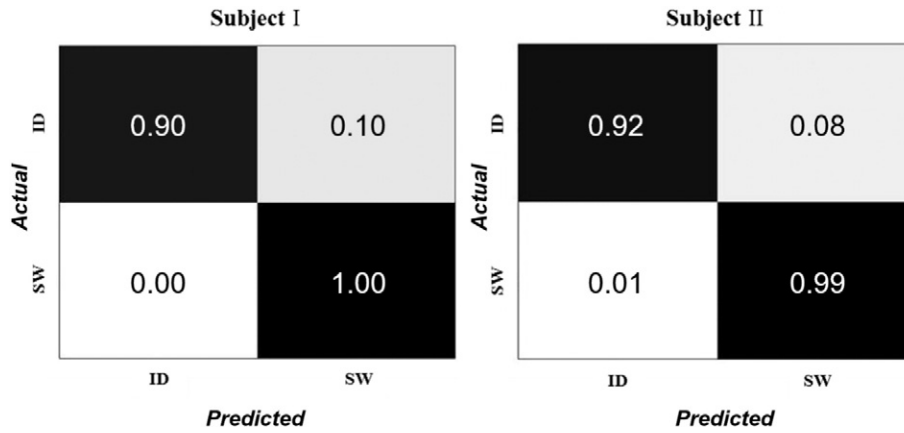 Subject Ⅰ
Subject Ⅱ
Actual
ID
0.90
0.10
SW
0.00
1.00
ID
SW
Predicted
Actual
ID
0.92
0.08
SW
0.01
0.99
ID
SW
Predicted